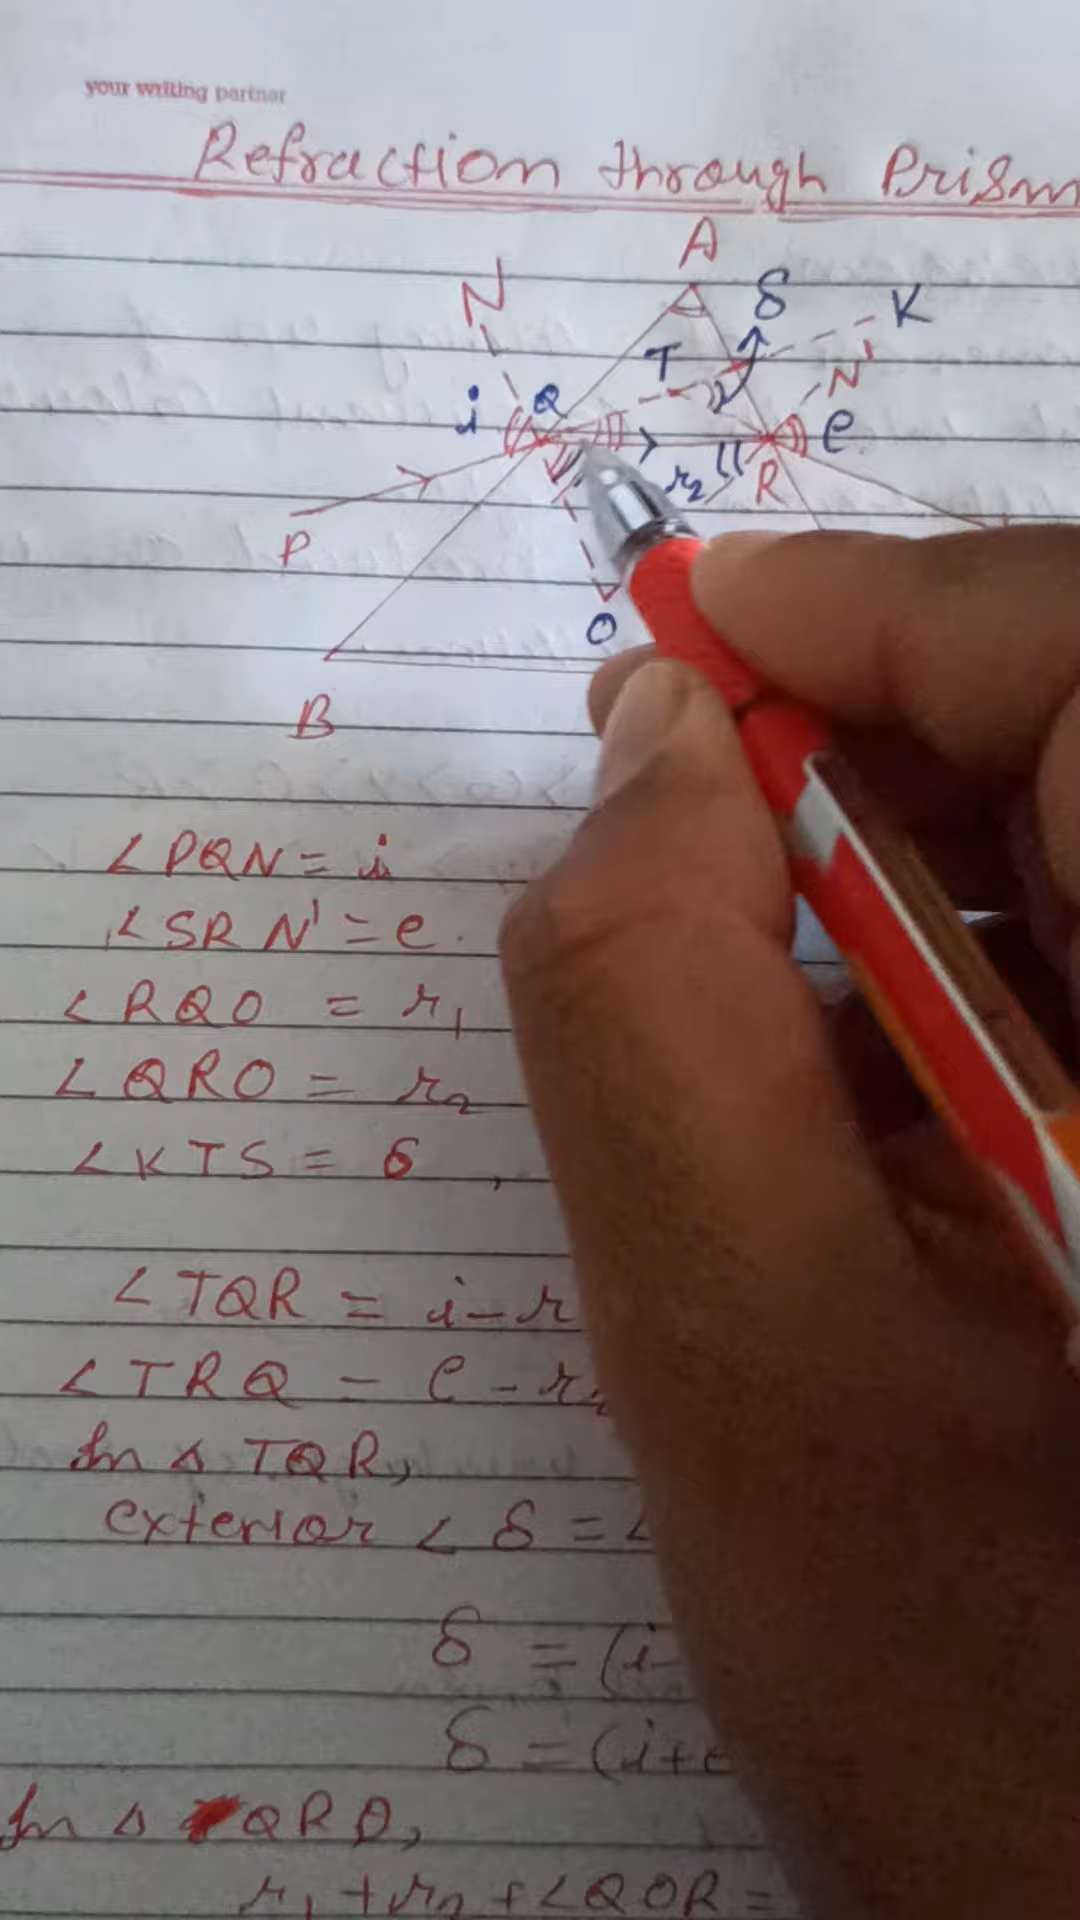 your writing partner
Refraction through Prism
A
N
δ
K
T
N'
i
Q
e
r₂
R
P
O
B
∠PQN = i
∠SRN' = e.
∠RQO = r₁
∠QRO = r₂
∠KTS = δ,
∠TQR = i - r
∠TRQ = e - r₂
In △ TQR,
exterior ∠ δ = ∠
δ = (i-
δ = (i+e
In △ QRO,
r₁ + r₂ + ∠QOR =